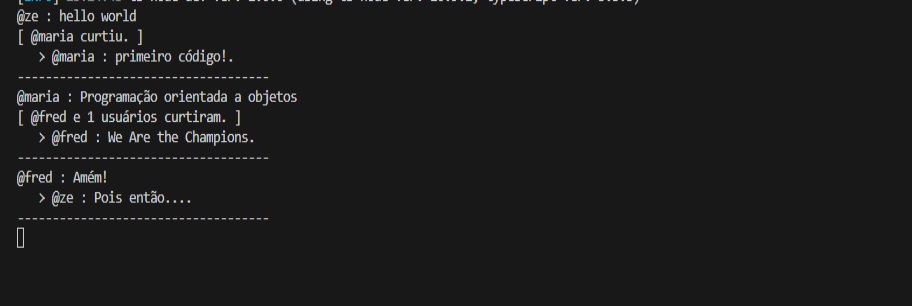 @ze : hello world
[ @maria curtiu. ]
> @maria : primeiro código!.
------------------------------------
@maria : Programação orientada a objetos
[ @fred e 1 usuários curtiram. ]
> @fred : We Are the Champions.
------------------------------------
@fred : Amém!
> @ze : Pois então....
------------------------------------